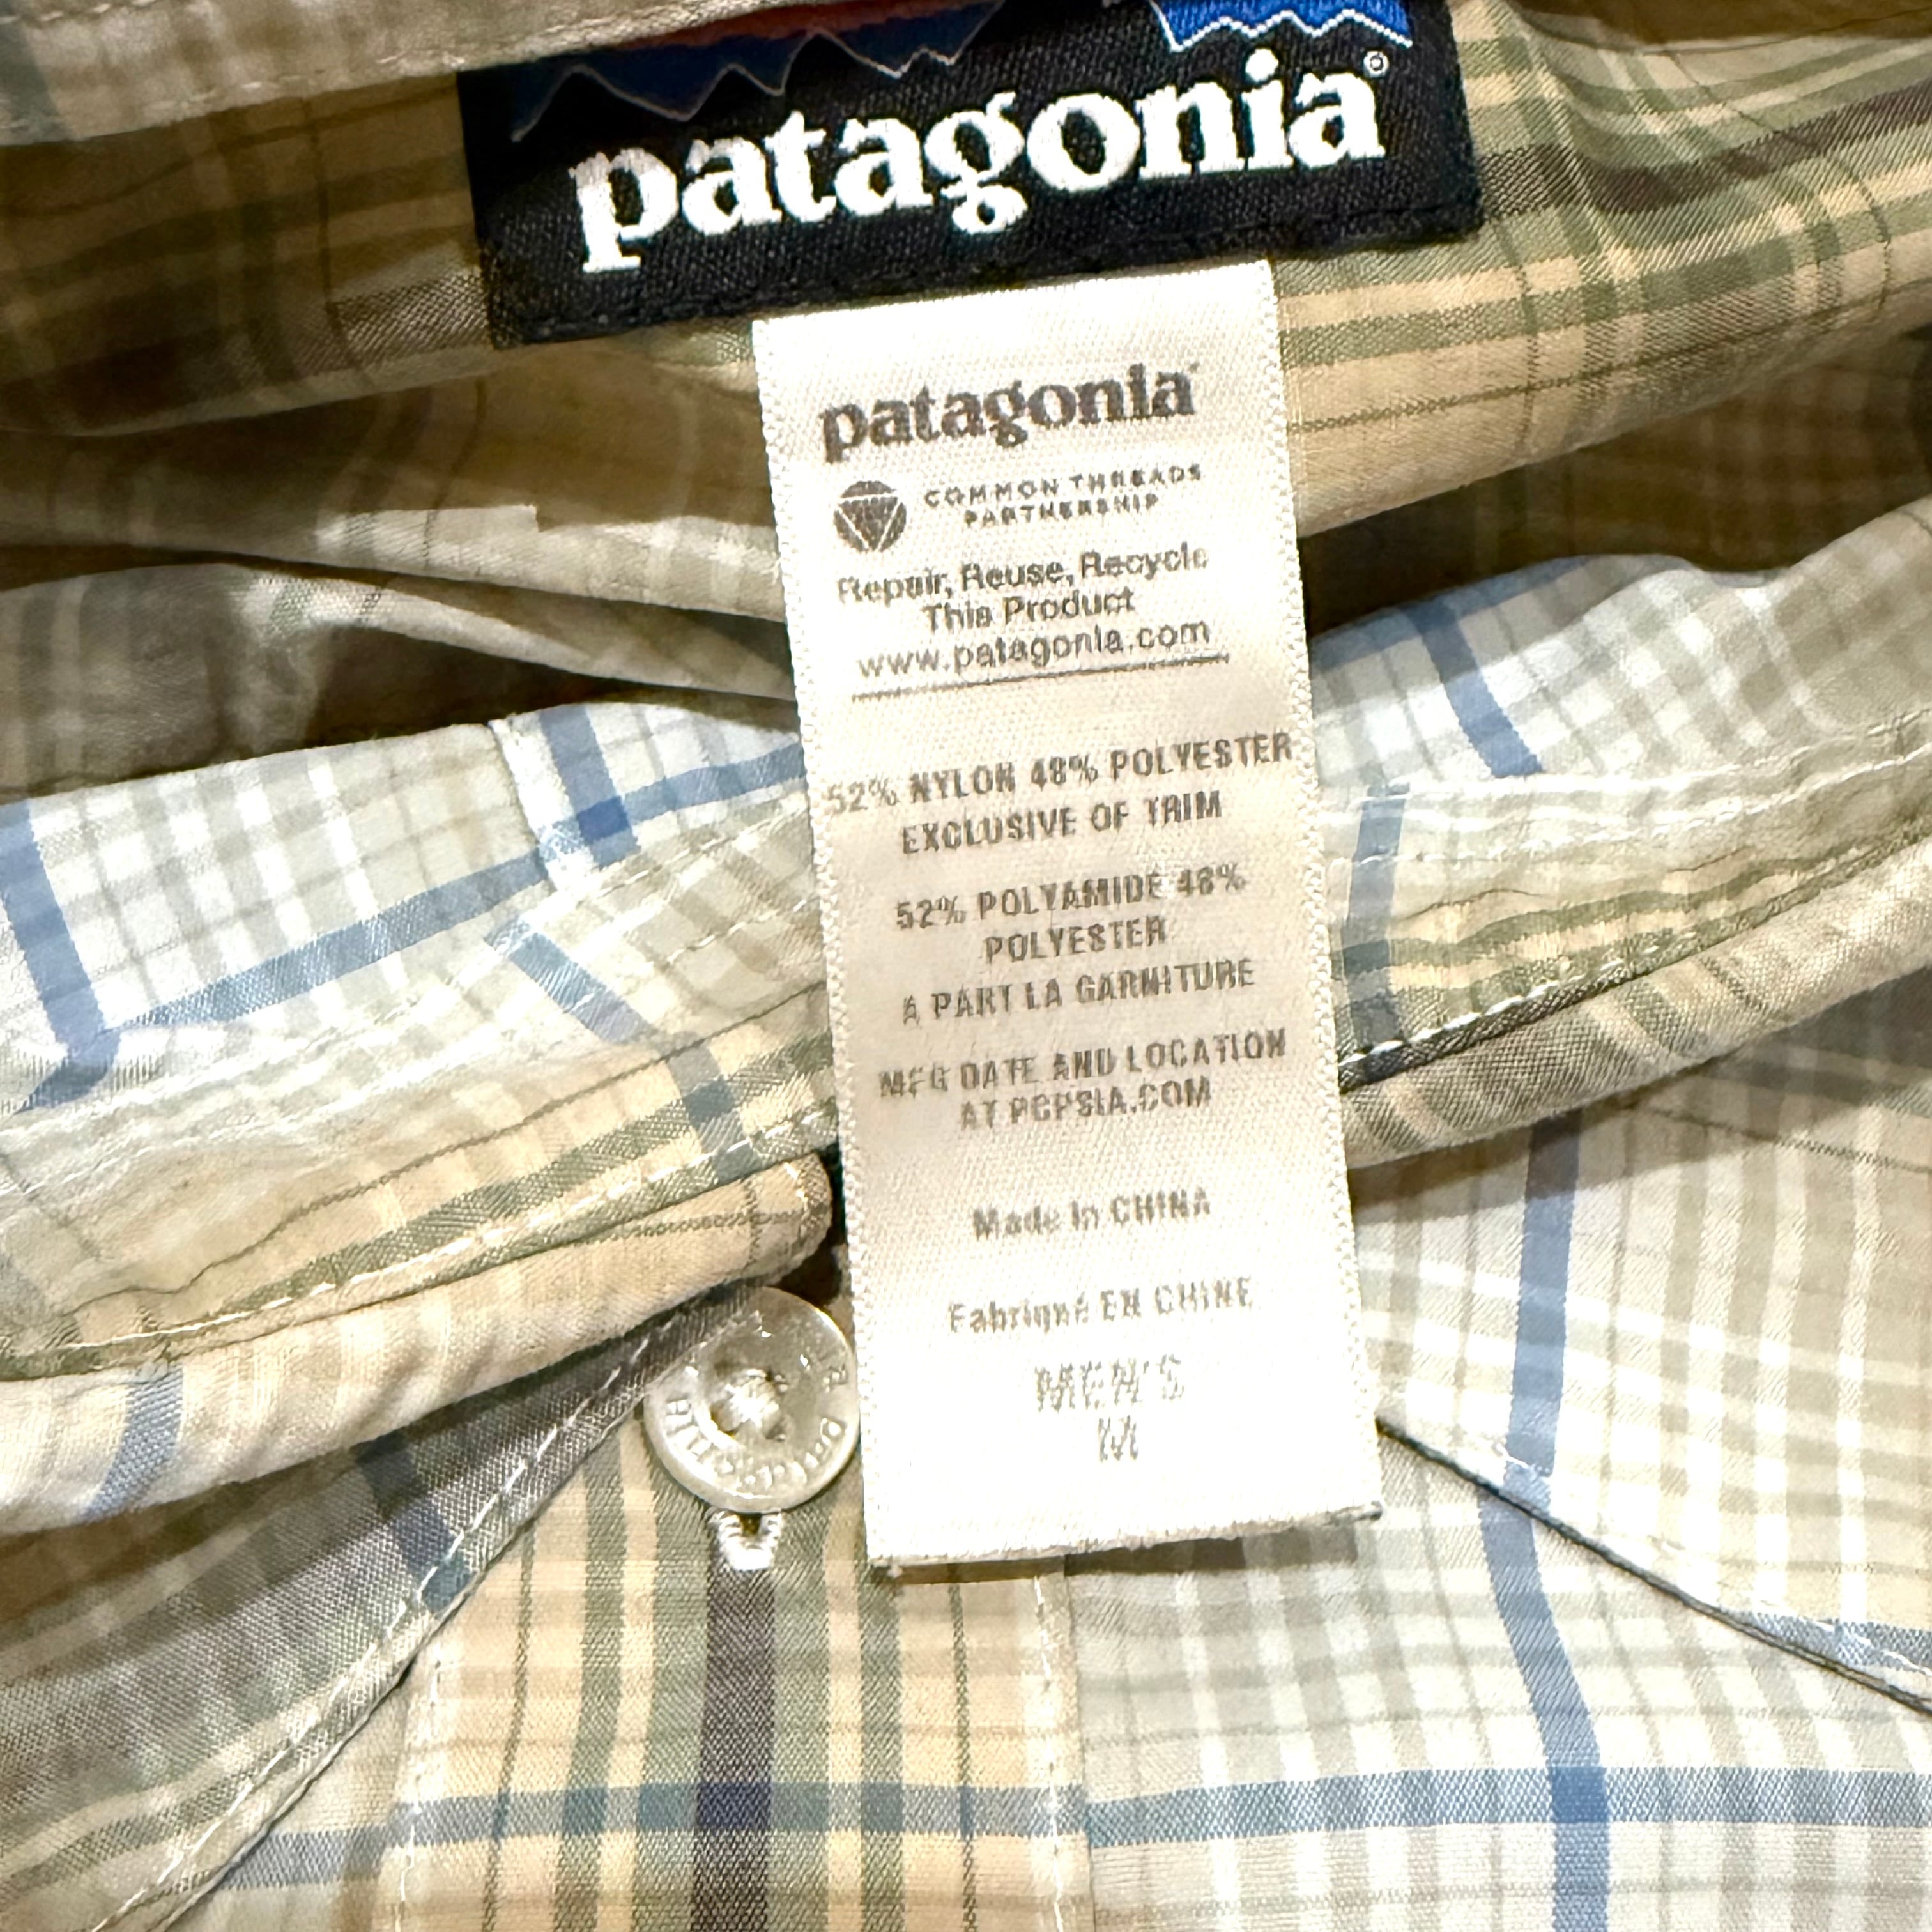 patagonia®
patagonia
COMMON THREADS
PARTNERSHIP
Repair, Reuse, Recycle
This Product
www.patagonia.com
52% NYLON 48% POLYESTER
EXCLUSIVE OF TRIM
52% POLYAMIDE 48%
POLYESTER
A PART LA GARNITURE
MFG DATE AND LOCATION
AT PCPSIA.COM
Made in CHINA
Fabriqué EN CHINE
MEN'S
M
patagonia